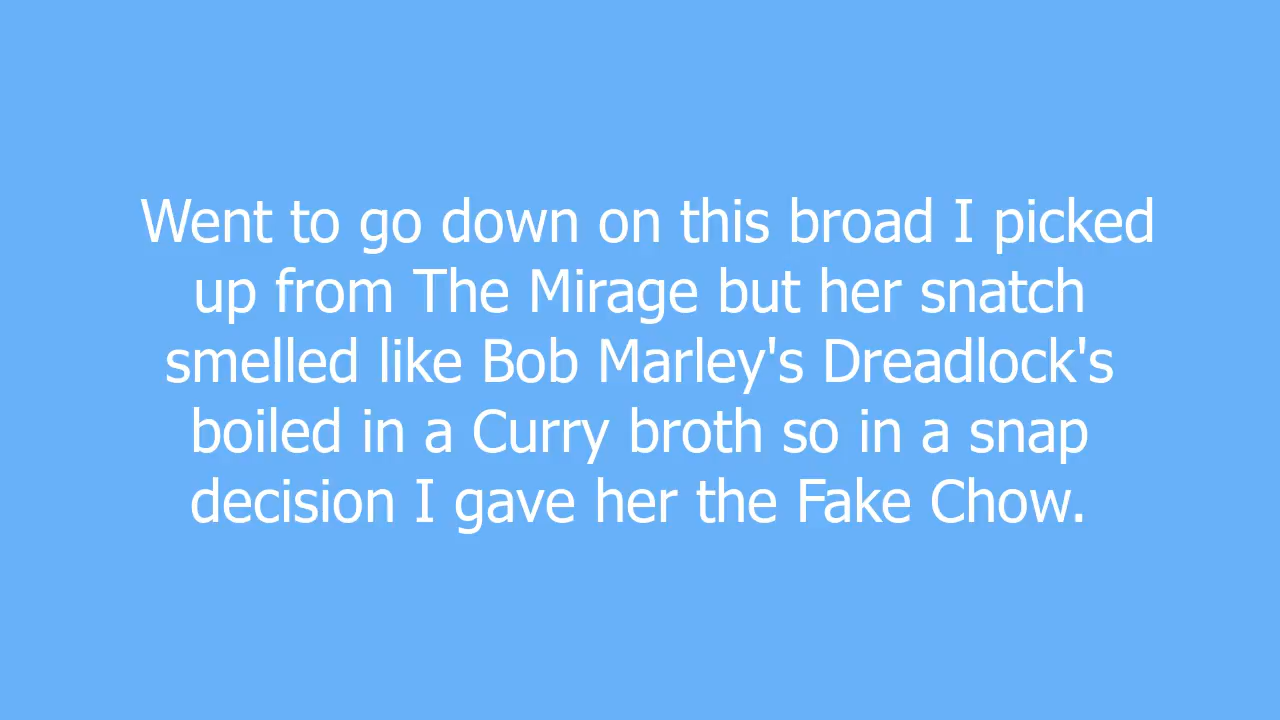 Went to go down on this broad I picked
up from The Mirage but her snatch
smelled like Bob Marley's Dreadlock's
boiled in a Curry broth so in a snap
decision I gave her the Fake Chow.